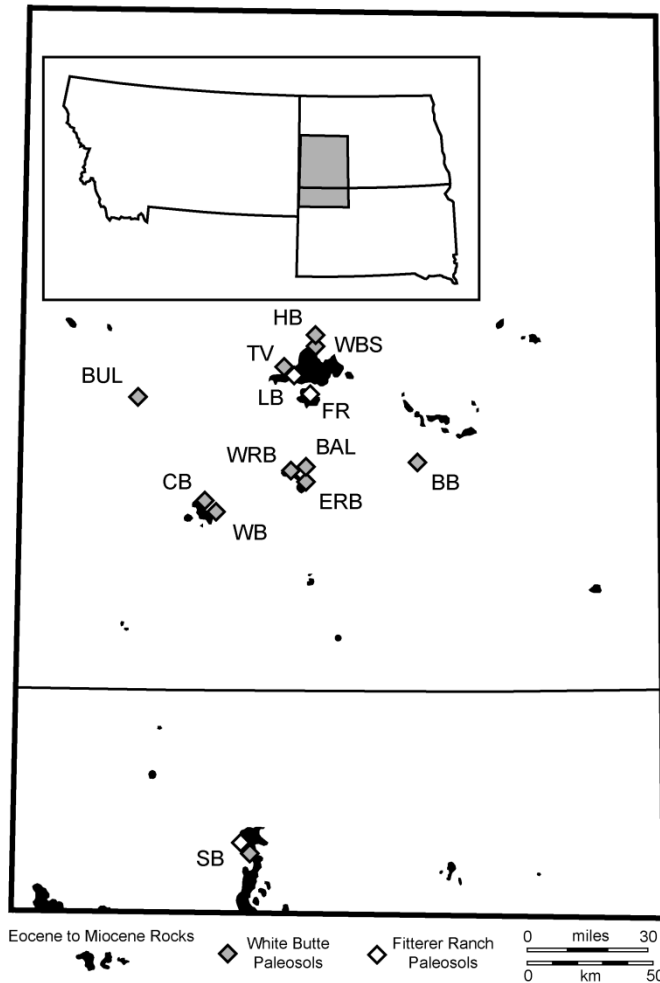 HB
WBS
TV
BUL
LB
FR
WRB
BAL
BB
CB
ERB
WB
SB
Eocene to Miocene Rocks
White Butte
Paleosols
Fitterer Ranch
Paleosols
0 miles 30
0 km 50